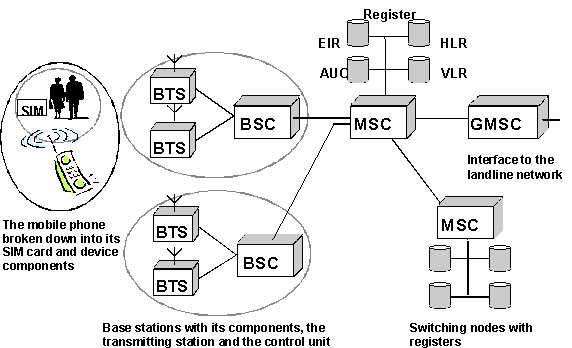 Register
EIR
HLR
AUC
VLR
SIM
BTS
BTS
BSC
MSC
GMSC
Interface to the
landline network
The mobile phone
broken down into its
SIM card and device
components
BTS
BTS
BSC
MSC
Base stations with its components, the
transmitting station and the control unit
Switching nodes with
registers